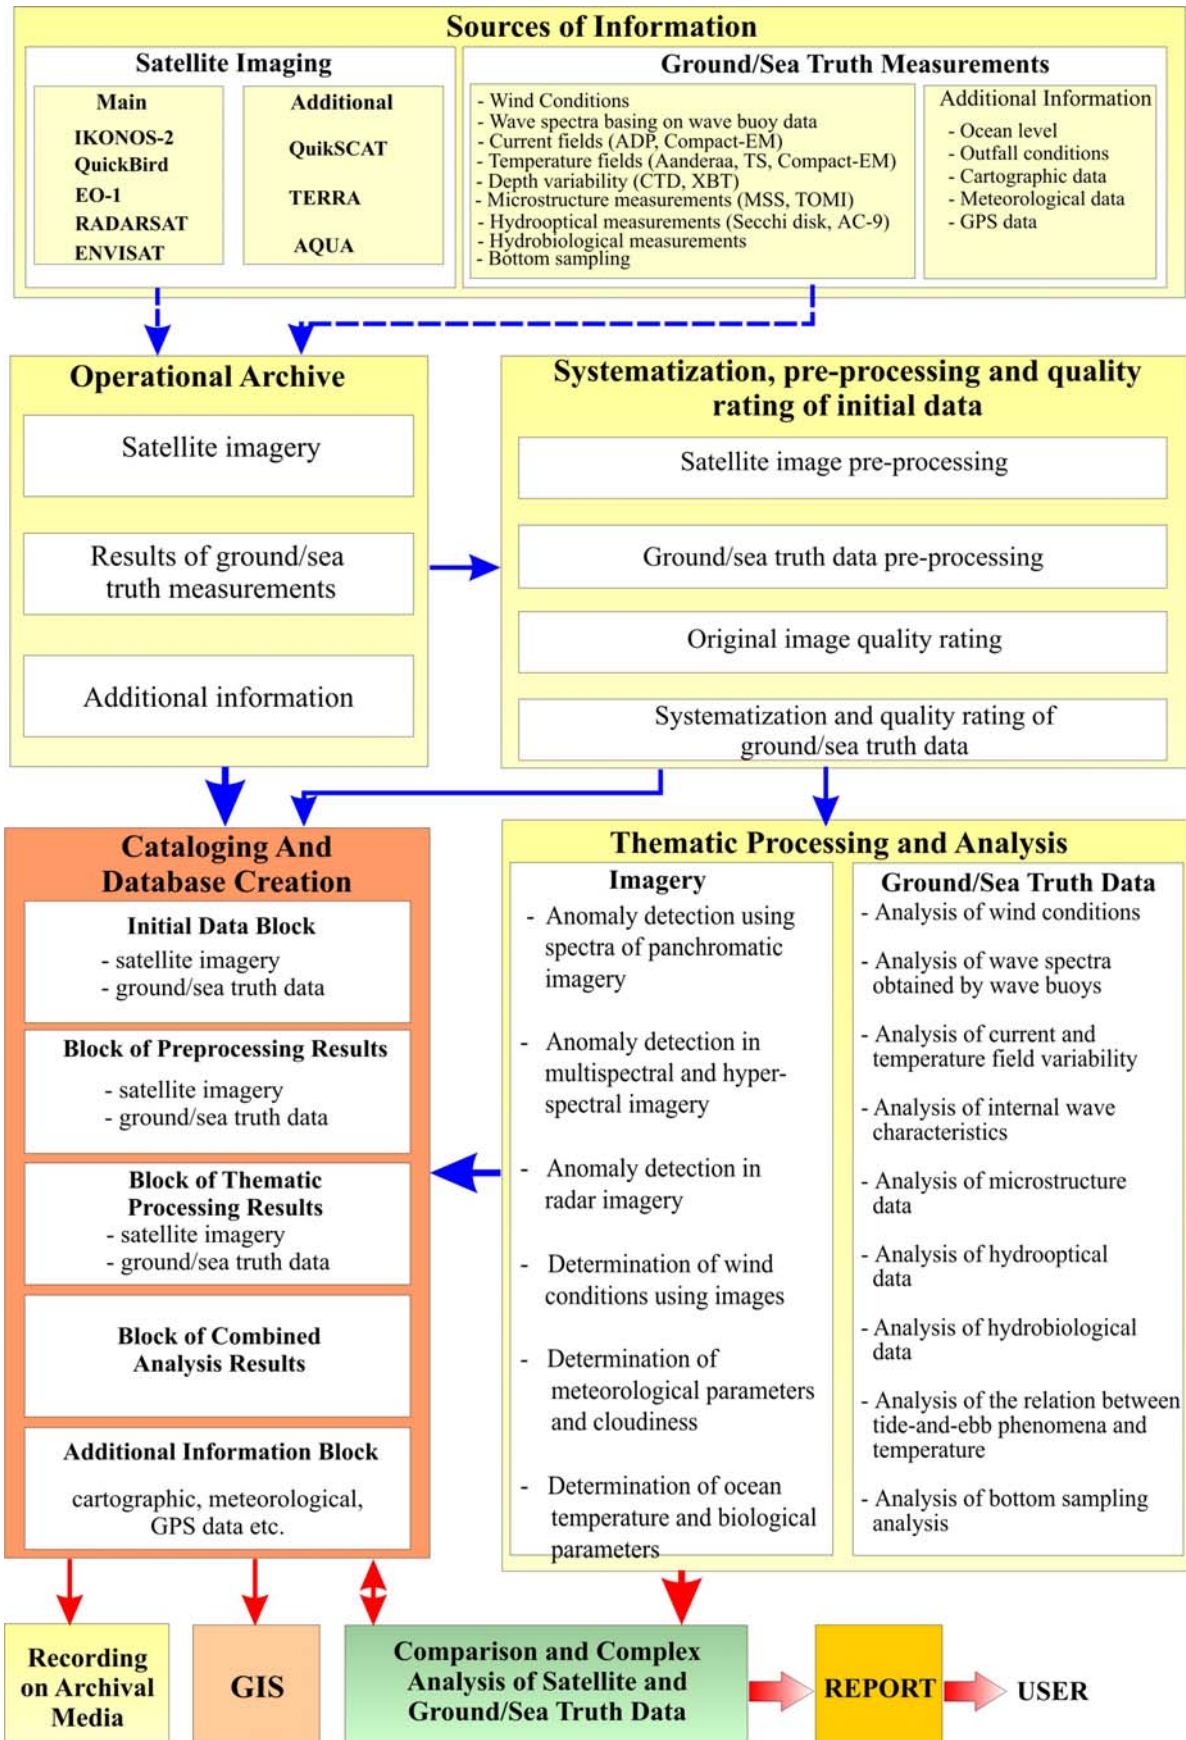 Sources of Information
Satellite Imaging
Main
IKONOS-2
QuickBird
EO-1
RADARSAT
ENVISAT
Additional
QuikSCAT
TERRA
AQUA
Ground/Sea Truth Measurements
- Wind Conditions
- Wave spectra basing on wave buoy data
- Current fields (ADP, Compact-EM)
- Temperature fields (Aanderaa, TS, Compact-EM)
- Depth variability (CTD, XBT)
- Microstructure measurements (MSS, TOMI)
- Hydrooptical measurements (Secchi disk, AC-9)
- Hydrobiological measurements
- Bottom sampling
Additional Information
- Ocean level
- Outfall conditions
- Cartographic data
- Meteorological data
- GPS data
Operational Archive
Satellite imagery
Results of ground/sea
truth measurements
Additional information
Systematization, pre-processing and quality
rating of initial data
Satellite image pre-processing
Ground/sea truth data pre-processing
Original image quality rating
Systematization and quality rating of
ground/sea truth data
Cataloging And
Database Creation
Initial Data Block
- satellite imagery
- ground/sea truth data
Block of Preprocessing Results
- satellite imagery
- ground/sea truth data
Block of Thematic
Processing Results
- satellite imagery
- ground/sea truth data
Block of Combined
Analysis Results
Additional Information Block
cartographic, meteorological,
GPS data etc.
Thematic Processing and Analysis
Imagery
- Anomaly detection using
spectra of panchromatic
imagery
- Anomaly detection in
multispectral and hyper-
spectral imagery
- Anomaly detection in
radar imagery
- Determination of wind
conditions using images
- Determination of
meteorological parameters
and cloudiness
- Determination of ocean
temperature and biological
parameters
Ground/Sea Truth Data
- Analysis of wind conditions
- Analysis of wave spectra
obtained by wave buoys
- Analysis of current and
temperature field variability
- Analysis of internal wave
characteristics
- Analysis of microstructure
data
- Analysis of hydrooptical
data
- Analysis of hydrobiological
data
- Analysis of the relation between
tide-and-ebb phenomena and
temperature
- Analysis of bottom sampling
analysis
Recording
on Archival
Media
GIS
Comparison and Complex
Analysis of Satellite and
Ground/Sea Truth Data
REPORT
USER